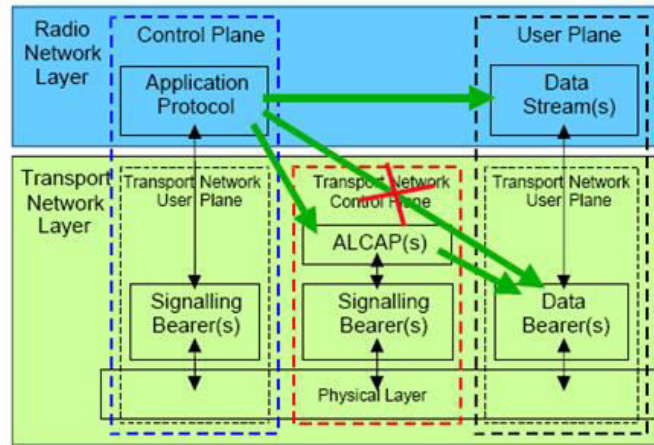 Radio
Network
Layer
Control Plane
User Plane
Application
Protocol
Data
Stream(s)
Transport
Network
Layer
Transport Network
User Plane
Transport Network
Control Plane
Transport Network
User Plane
ALCAP(s)
Signalling
Bearer(s)
Signalling
Bearer(s)
Data
Bearer(s)
Physical Layer